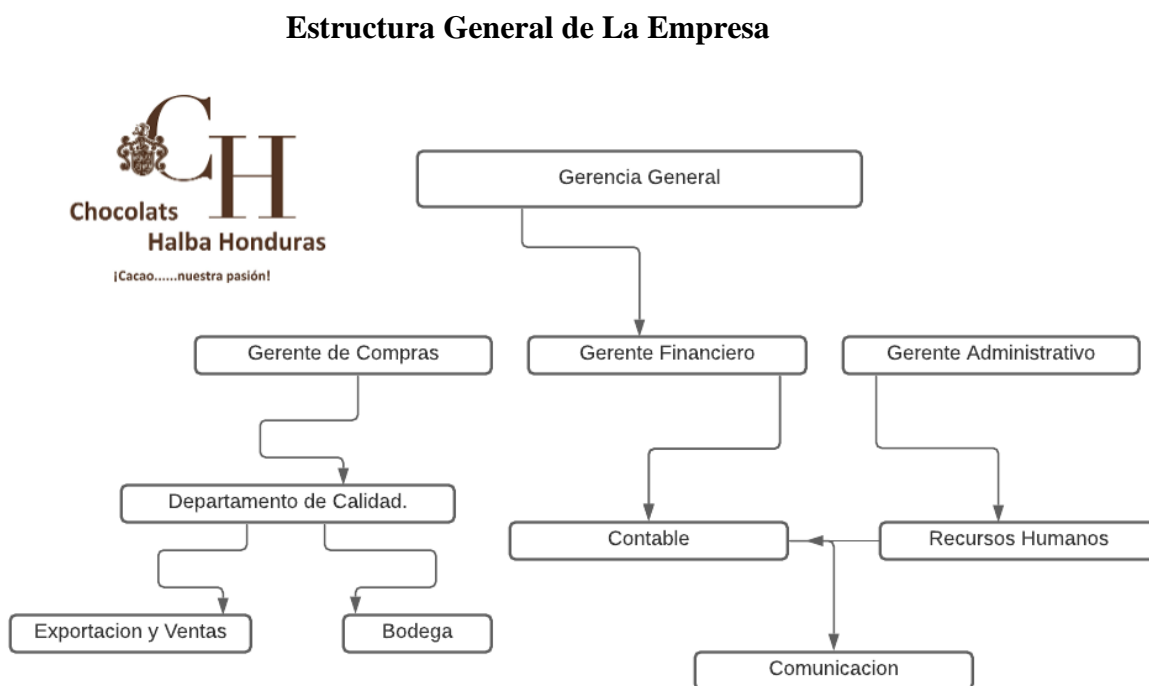 Estructura General de La Empresa
CH
Chocolats
Halba Honduras
¡Cacao......nuestra pasión!
Gerencia General
Gerente de Compras
Gerente Financiero
Gerente Administrativo
Departamento de Calidad.
Contable
Recursos Humanos
Exportacion y Ventas
Bodega
Comunicacion